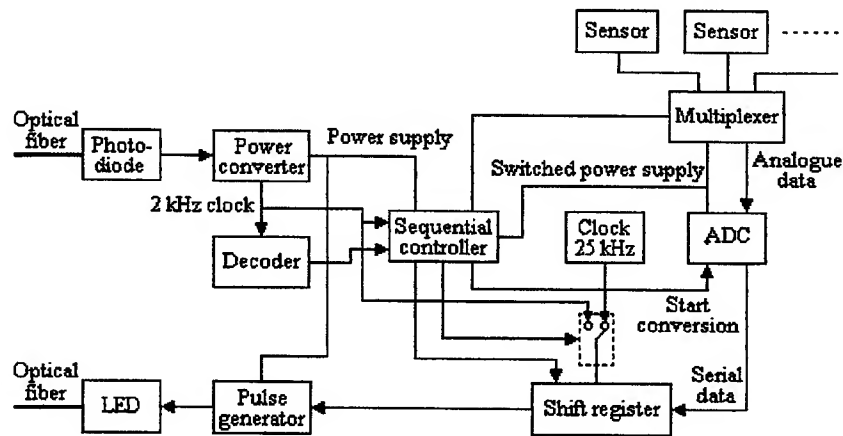 Sensor
Sensor
Multiplexer
Optical
fiber
Photo-
diode
Power
converter
Power supply
Switched power supply
Analogue
data
2 kHz clock
Sequential
controller
Clock
25 kHz
ADC
Decoder
Start
conversion
Optical
fiber
LED
Pulse
generator
Shift register
Serial
data